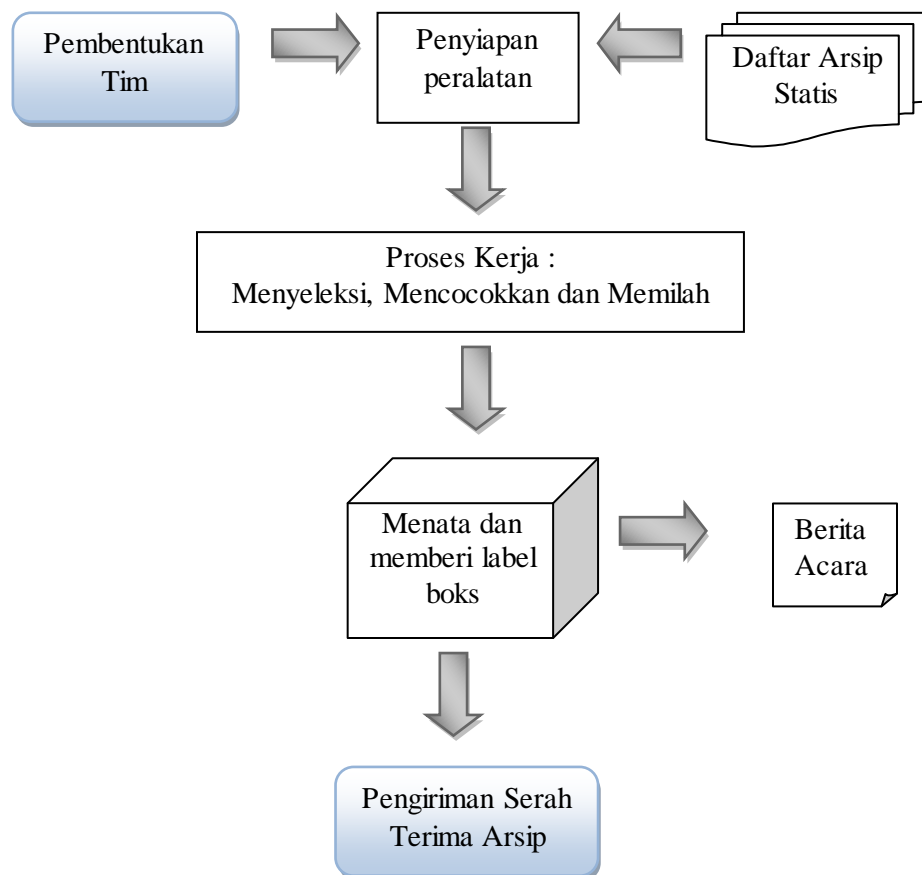 Pembentukan
Tim
Penyiapan
peralatan
Daftar Arsip
Statis
Proses Kerja :
Menyeleksi, Mencocokkan dan Memilah
Menata dan
memberi label
boks
Berita
Acara
Pengiriman Serah
Terima Arsip